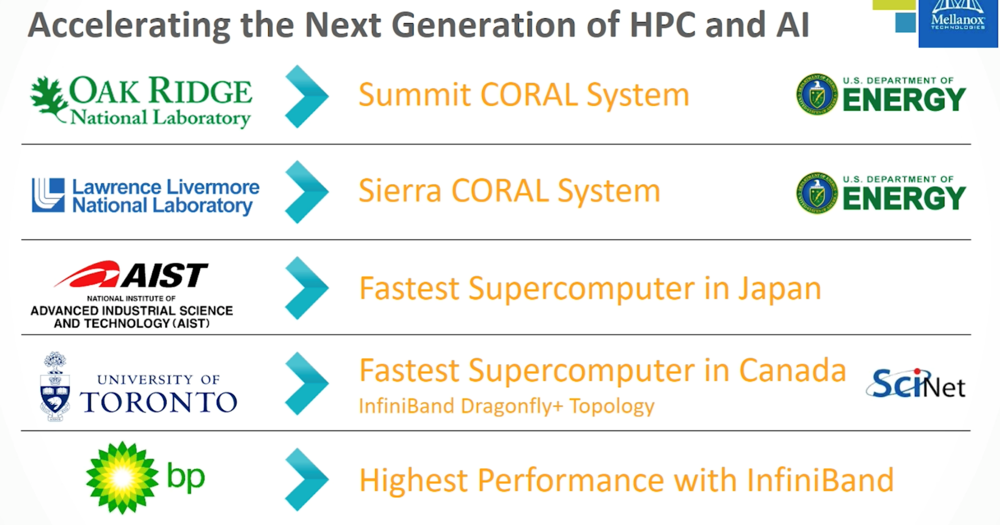 Accelerating the Next Generation of HPC and AI
Mellanox
TECHNOLOGIES
OAK RIDGE
National Laboratory
Summit CORAL System
U.S. DEPARTMENT OF
ENERGY
Lawrence Livermore
National Laboratory
Sierra CORAL System
U.S. DEPARTMENT OF
ENERGY
AIST
NATIONAL INSTITUTE OF
ADVANCED INDUSTRIAL SCIENCE
AND TECHNOLOGY (AIST)
Fastest Supercomputer in Japan
UNIVERSITY OF
TORONTO
Fastest Supercomputer in Canada
InfiniBand Dragonfly+ Topology
SciNet
bp
Highest Performance with InfiniBand